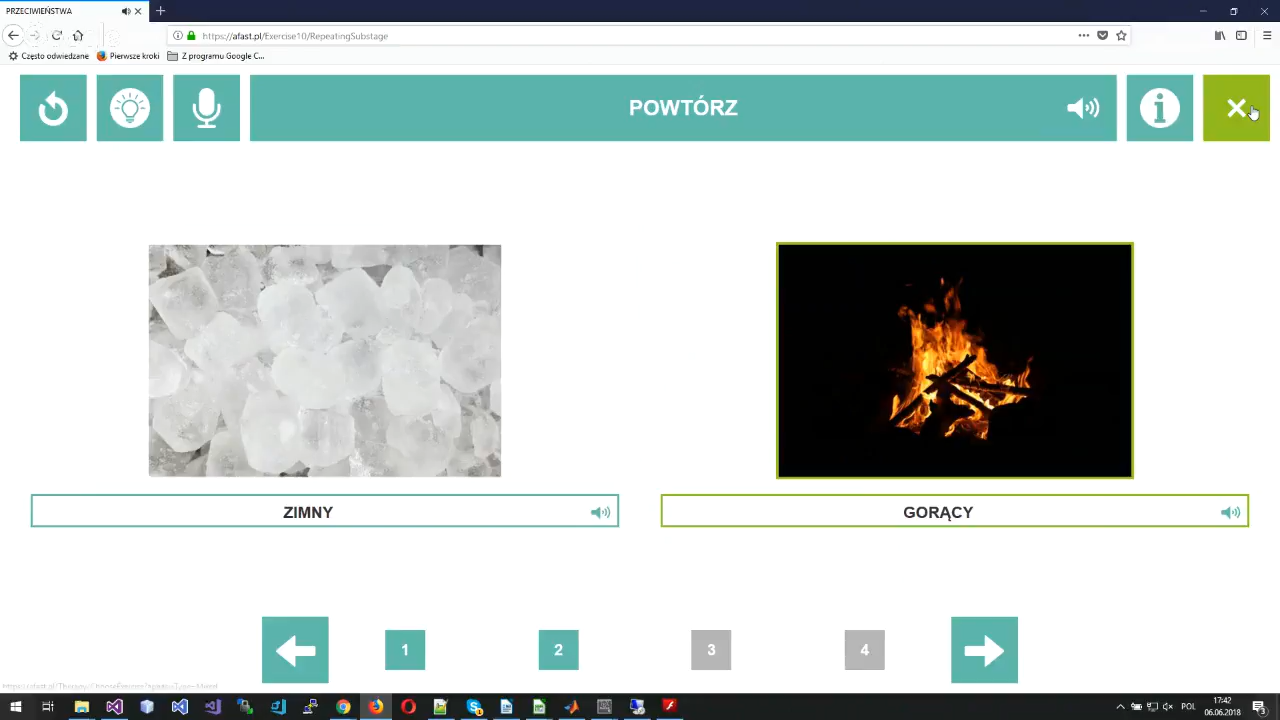 PRZECIWIEŃSTWA
https://afast.pl/Exercise10/RepeatingSubstage
Często odwiedzane
Pierwsze kroki
Z programu Google C...
POWTÓRZ
ZIMNY
GORĄCY
1
2
3
4
POL
17:42
06.06.2018
3